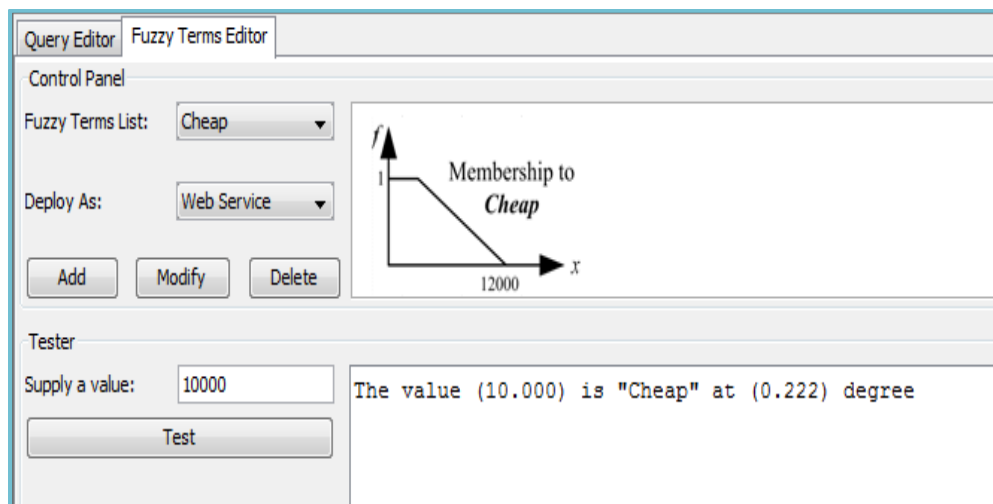 Query Editor
Fuzzy Terms Editor
Control Panel
Fuzzy Terms List:
Cheap
Deploy As:
Web Service
Add
Modify
Delete
f
1
Membership to
Cheap
x
12000
Tester
Supply a value:
10000
Test
The value (10.000) is "Cheap" at (0.222) degree